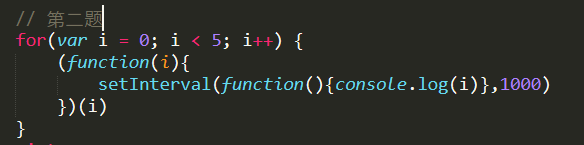 // 第二题
for(var i = 0; i < 5; i++) {
    (function(i){
        setInterval(function(){console.log(i)},1000)
    })(i)
}